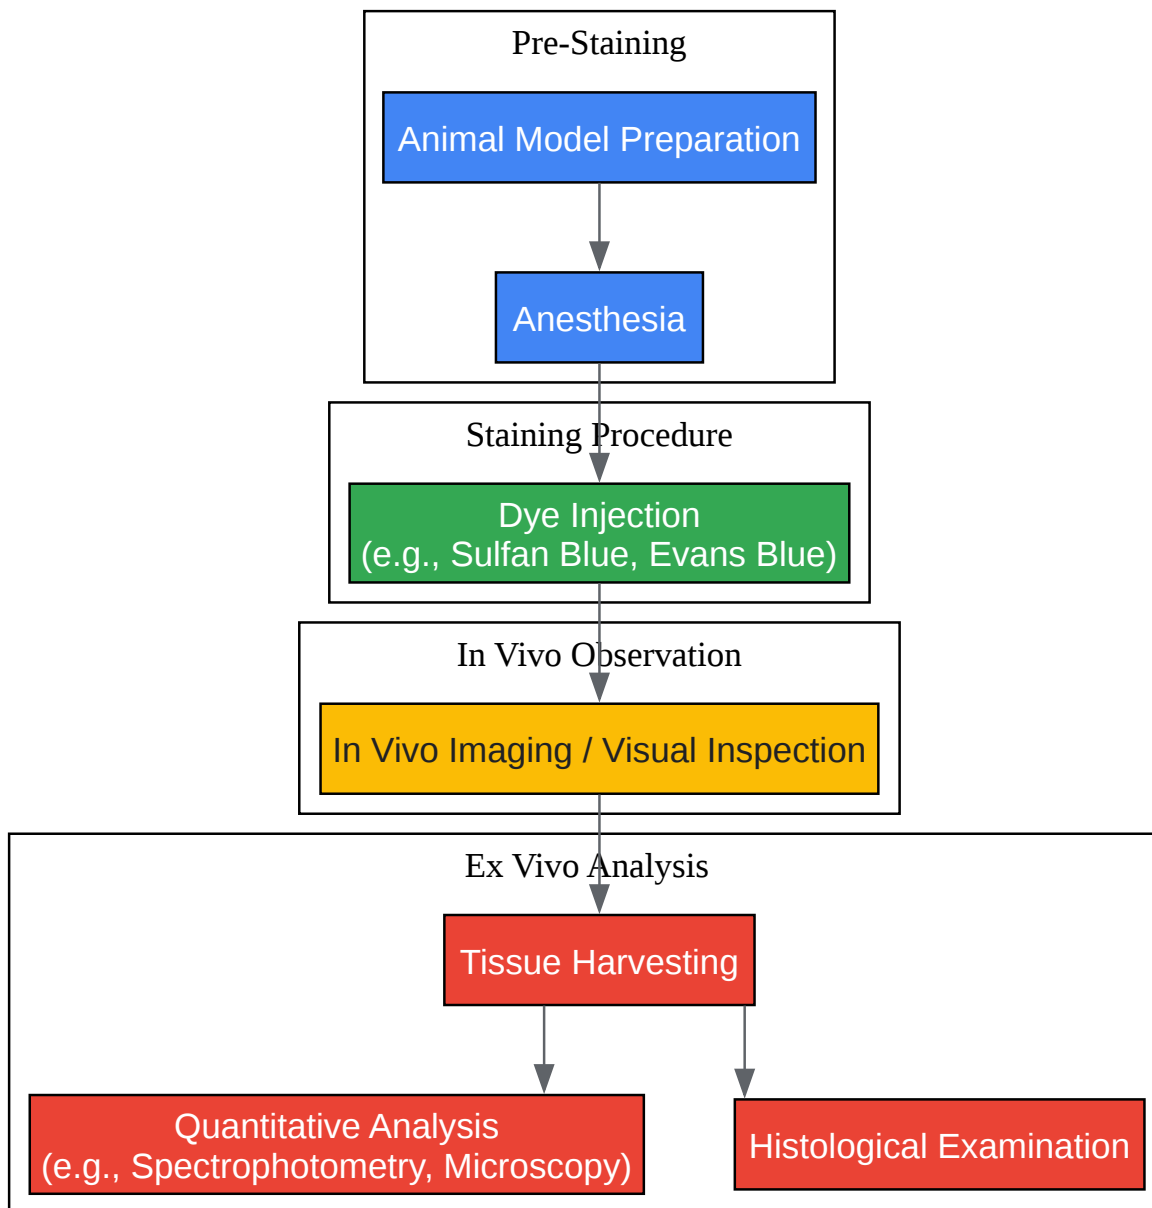 Pre-Staining
Animal Model Preparation
Anesthesia
Staining Procedure
Dye Injection
(e.g., Sulfan Blue, Evans Blue)
In Vivo Observation
In Vivo Imaging / Visual Inspection
Ex Vivo Analysis
Tissue Harvesting
Quantitative Analysis
(e.g., Spectrophotometry, Microscopy)
Histological Examination